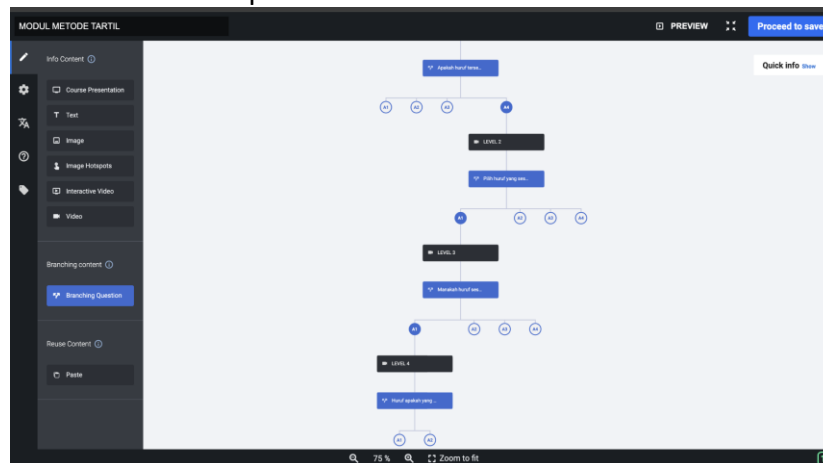 MODUL METODE TARTIL
PREVIEW
Proceed to save
Info Content
Quick info Show
Course Presentation
Text
Image
Image Hotspots
Interactive Video
Video
Branching content
Branching Question
Reuse Content
Paste
Apakah huruf
A1 A2 A3 A4
LEVEL 2
Pilih huruf yang
A1 A2 A3 A4
LEVEL 3
Manakah huruf
A1 A2 A3 A4
LEVEL 4
Huruf apakah yang ...
A1 A2
75 % Zoom to fit